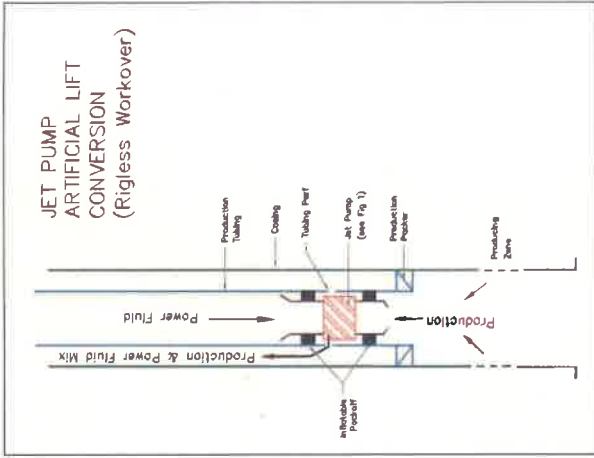 JET PUMP
ARTIFICIAL LIFT
CONVERSION
(Rigless Workover)
Production
Tubing
Casing
Tubing Perf
Jet Pump
(see Fig 1)
Production
Packer
Producing
Zone
Power Fluid
Production
Production & Power Fluid Mix
Inflatable
Packoff